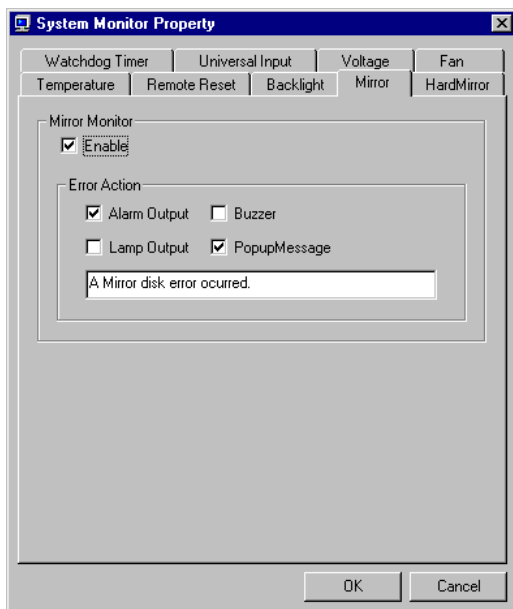 System Monitor Property
Watchdog Timer Universal Input Voltage Fan
Temperature Remote Reset Backlight Mirror HardMirror
Mirror Monitor
Enable
Error Action
Alarm Output Buzzer
Lamp Output PopupMessage
A Mirror disk error ocurred.
OK Cancel